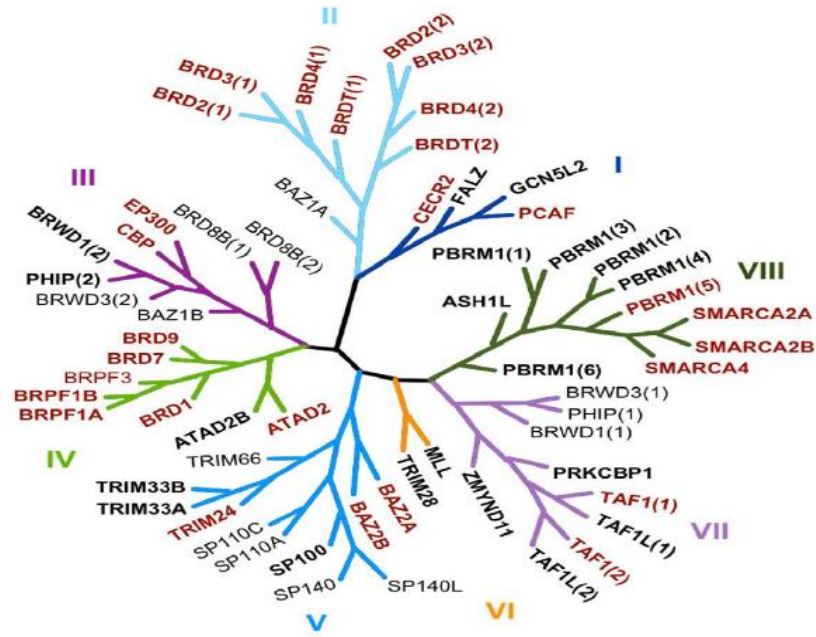 II
BRD2(2)
BRD3(2)
BRD4(1)
BRD3(1)
BRDT(1)
BRD2(1)
BRD4(2)
BRDT(2)
I
GCN5L2
FALZ
CECR2
PCAF
BAZ1A
III
EP300
CBP
BRD8B(1)
BRD8B(2)
BRWD1(2)
PHIP(2)
BRWD3(2)
BAZ1B
PBRM1(1)
PBRM1(3)
PBRM1(2)
PBRM1(4)
VIII
PBRM1(5)
ASH1L
SMARCA2A
SMARCA2B
SMARCA4
PBRM1(6)
BRD9
BRD7
BRPF3
BRPF1B
BRPF1A
BRD1
ATAD2B
ATAD2
IV
BRWD3(1)
PHIP(1)
BRWD1(1)
PRKCBP1
ZMYND11
TAF1(1)
TAF1L(1)
TAF1(2)
TAF1L(2)
VII
MLL
TRIM28
VI
TRIM66
TRIM33B
TRIM33A
TRIM24
SP110C
SP110A
SP100
SP140
SP140L
BAZ2B
BAZ2A
V